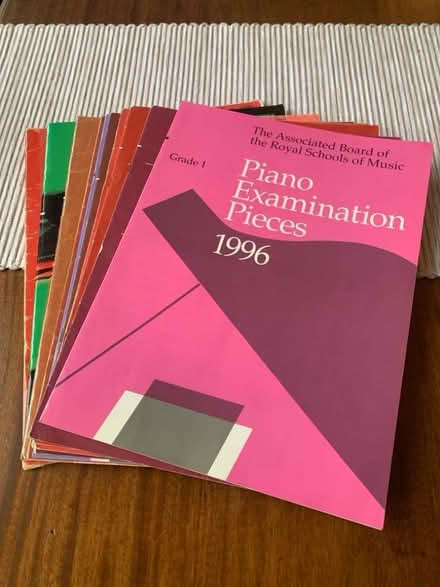 The Associated Board of
the Royal Schools of Music
Grade 1
Piano
Examination
Pieces
1996